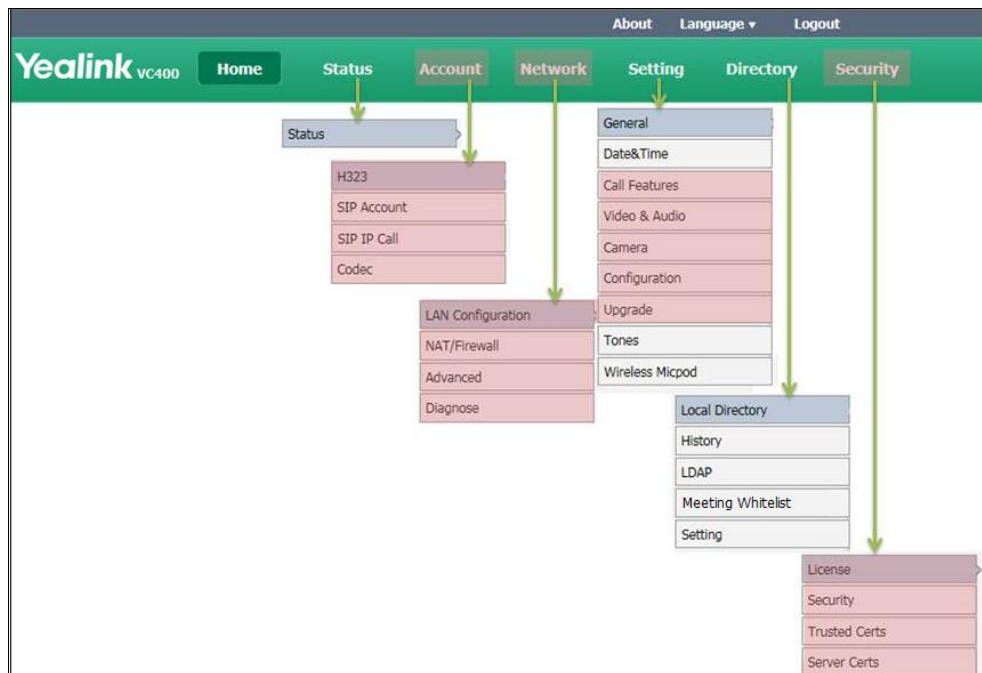 About Language ▾ Logout
Yealink VC400 Home Status Account Network Setting Directory Security
Status
H323
SIP Account
SIP IP Call
Codec
LAN Configuration
NAT/Firewall
Advanced
Diagnose
General
Date&Time
Call Features
Video & Audio
Camera
Configuration
Upgrade
Tones
Wireless Micpod
Local Directory
History
LDAP
Meeting Whitelist
Setting
License
Security
Trusted Certs
Server Certs